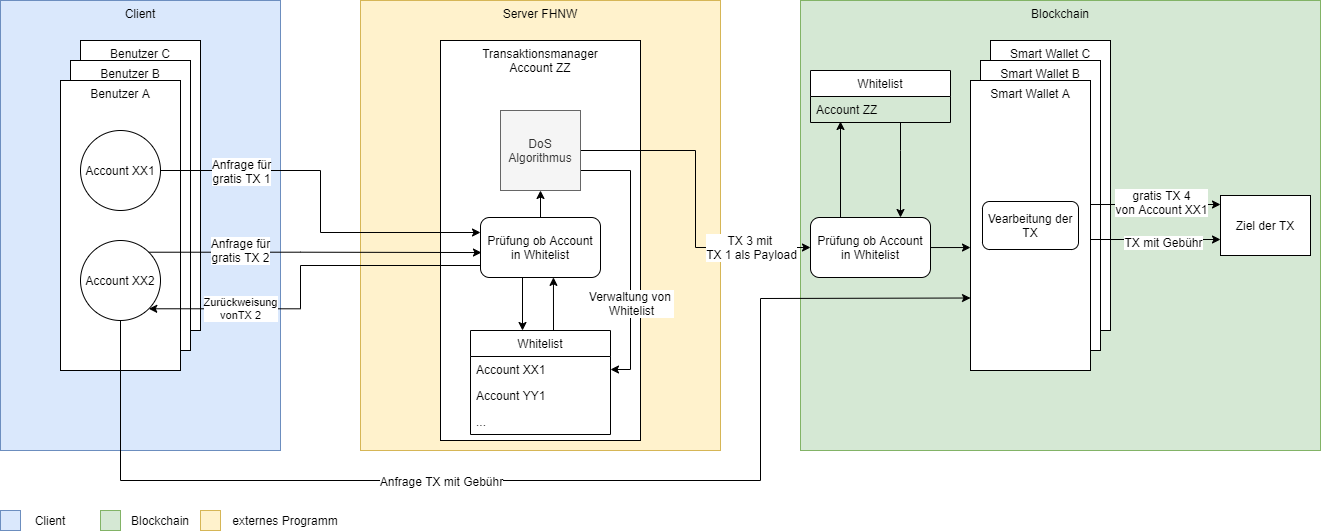 Client
Server FHNW
Blockchain
Benutzer C
Benutzer B
Benutzer A
Account XX1
Account XX2
Anfrage für
gratis TX 1
Anfrage für
gratis TX 2
Zurückweisung
vonTX 2
Transaktionsmanager
Account ZZ
DoS
Algorithmus
Prüfung ob Account
in Whitelist
Verwaltung von
Whitelist
Whitelist
Account XX1
Account YY1
...
TX 3 mit
TX 1 als Payload
Whitelist
Account ZZ
Prüfung ob Account
in Whitelist
Smart Wallet C
Smart Wallet B
Smart Wallet A
Vearbeitung der
TX
gratis TX 4
von Account XX1
TX mit Gebühr
Ziel der TX
Anfrage TX mit Gebühr
Client
Blockchain
externes Programm